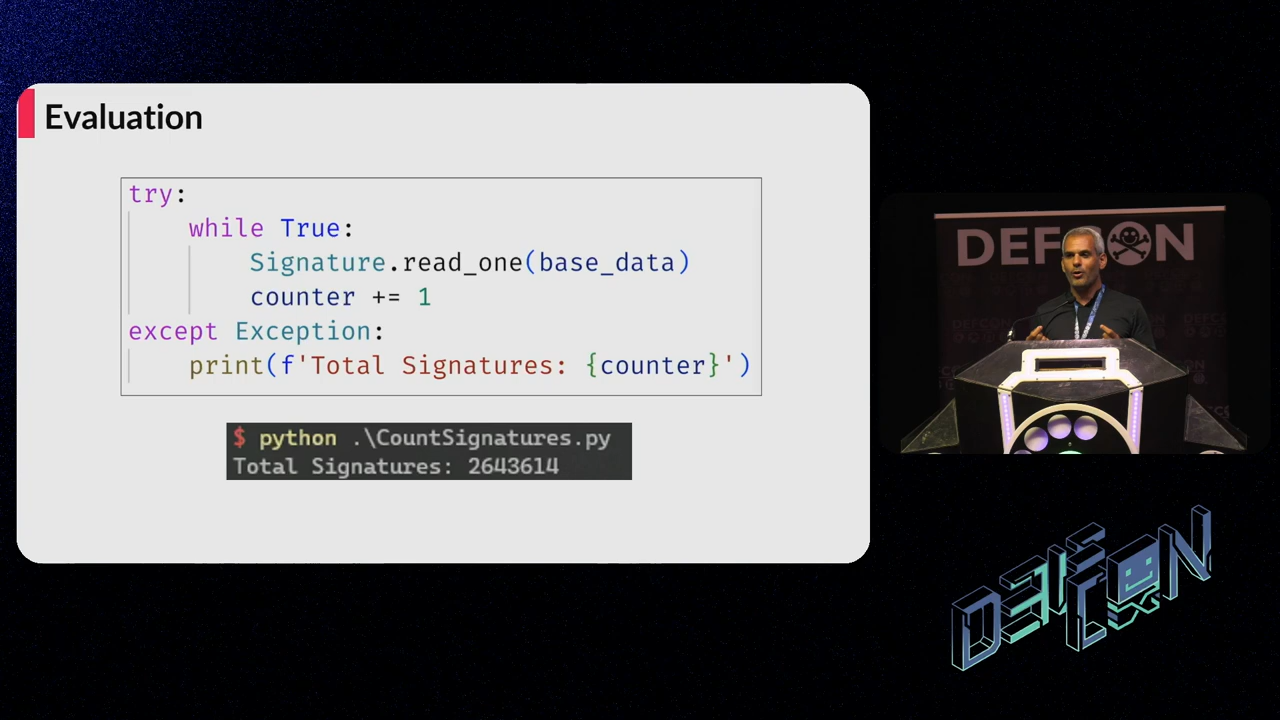 Evaluation
try:
while True:
Signature.read_one(base_data)
counter += 1
except Exception:
print(f'Total Signatures: {counter}')
$ python .\CountSignatures.py
Total Signatures: 2643614
DEFCON
DEFCON